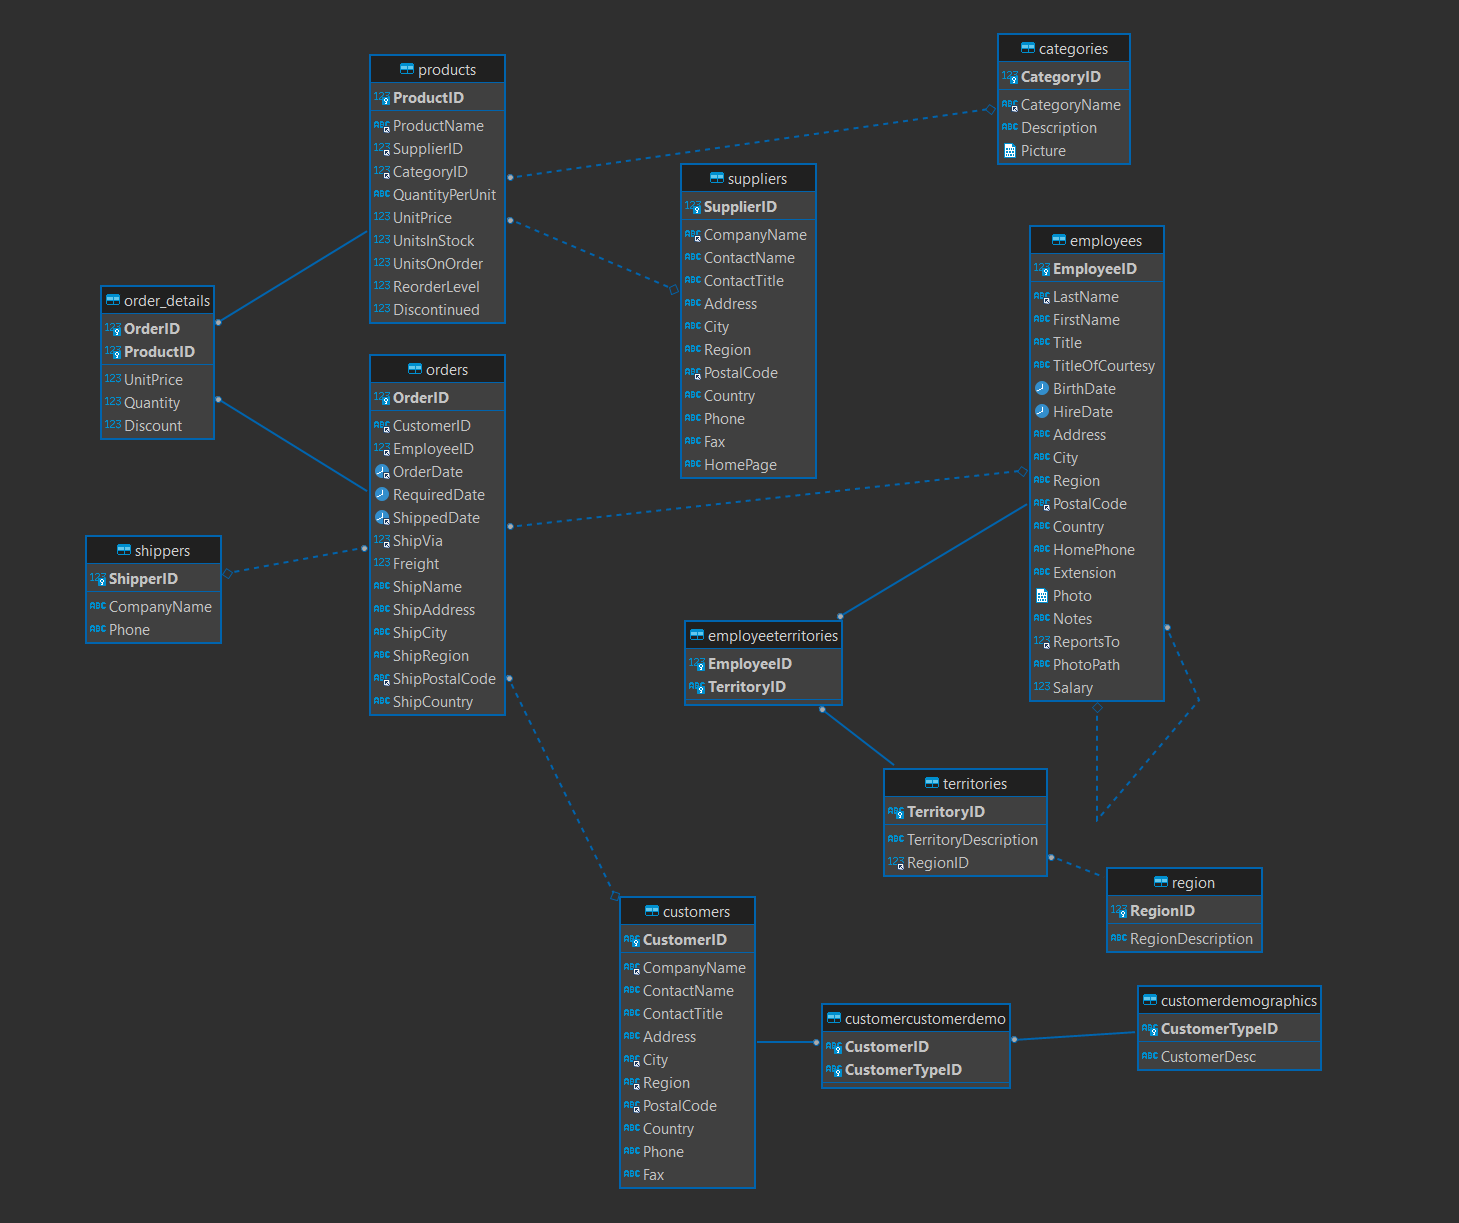 products
ProductID
ProductName
SupplierID
CategoryID
QuantityPerUnit
UnitPrice
UnitsInStock
UnitsOnOrder
ReorderLevel
Discontinued
categories
CategoryID
CategoryName
Description
Picture
suppliers
SupplierID
CompanyName
ContactName
ContactTitle
Address
City
Region
PostalCode
Country
Phone
Fax
HomePage
employees
EmployeeID
LastName
FirstName
Title
TitleOfCourtesy
BirthDate
HireDate
Address
City
Region
PostalCode
Country
HomePhone
Extension
Photo
Notes
ReportsTo
PhotoPath
Salary
order_details
OrderID
ProductID
UnitPrice
Quantity
Discount
orders
OrderID
CustomerID
EmployeeID
OrderDate
RequiredDate
ShippedDate
ShipVia
Freight
ShipName
ShipAddress
ShipCity
ShipRegion
ShipPostalCode
ShipCountry
shippers
ShipperID
CompanyName
Phone
employeeterritories
EmployeeID
TerritoryID
territories
TerritoryID
TerritoryDescription
RegionID
region
RegionID
RegionDescription
customers
CustomerID
CompanyName
ContactName
ContactTitle
Address
City
Region
PostalCode
Country
Phone
Fax
customercustomerdemo
CustomerID
CustomerTypeID
customerdemographics
CustomerTypeID
CustomerDesc